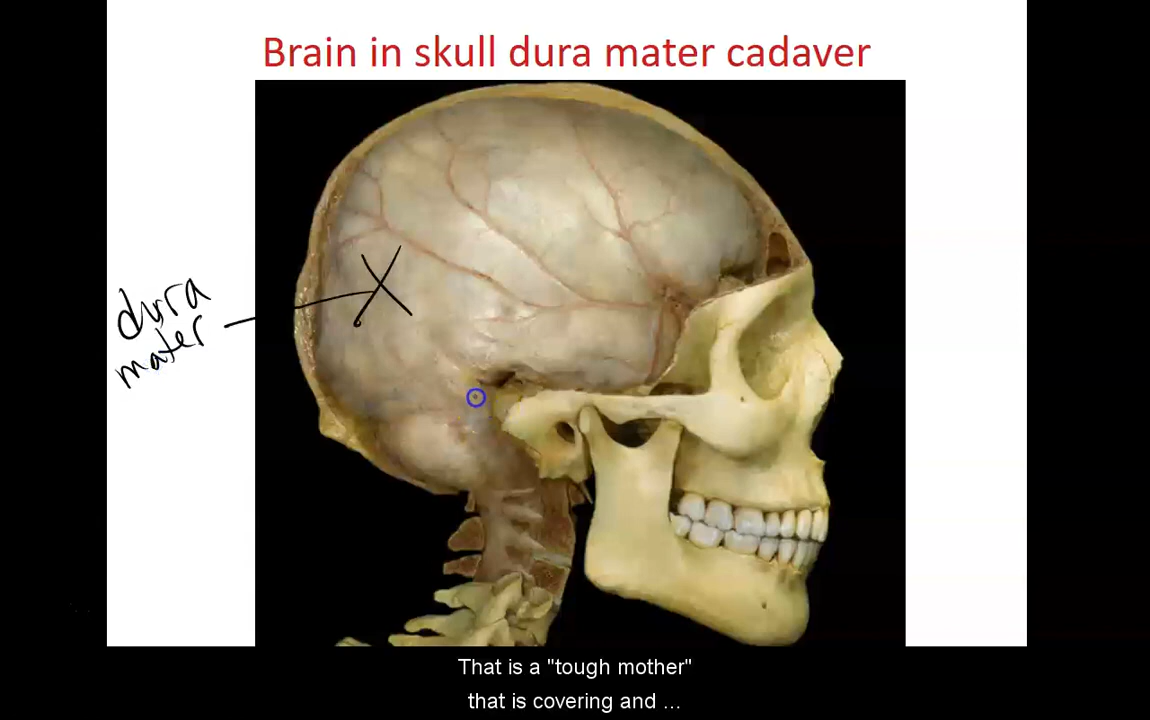 Brain in skull dura mater cadaver
dura
mater
That is a "tough mother"
that is covering and ...